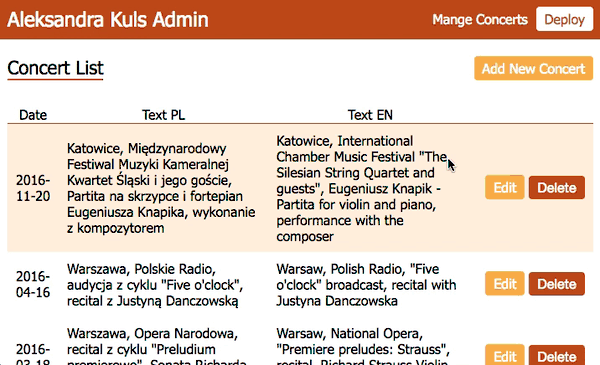 Aleksandra Kuls Admin
Mange Concerts
Deploy
Concert List
Add New Concert
Date
Text PL
Text EN
2016-
11-20
Katowice, Międzynarodowy
Festiwal Muzyki Kameralnej
Kwartet Śląski i jego goście,
Partita na skrzypce i fortepian
Eugeniusza Knapika, wykonanie
z kompozytorem
Katowice, International
Chamber Music Festival "The
Silesian String Quartet and
guests", Eugeniusz Knapik -
Partita for violin and piano,
performance with the
composer
Edit
Delete
2016-
04-16
Warszawa, Polskie Radio,
audycja z cyklu "Five o'clock",
recital z Justyną Danczowską
Warsaw, Polish Radio, "Five
o'clock" broadcast, recital with
Justyna Danczowska
Edit
Delete
2016-
03-18
Warszawa, Opera Narodowa,
recital z cyklu "Preludium
premierowe", Sonata Richarda
Warsaw, National Opera,
"Premiere preludes: Strauss",
recital, Richard Strauss Violin
Edit
Delete